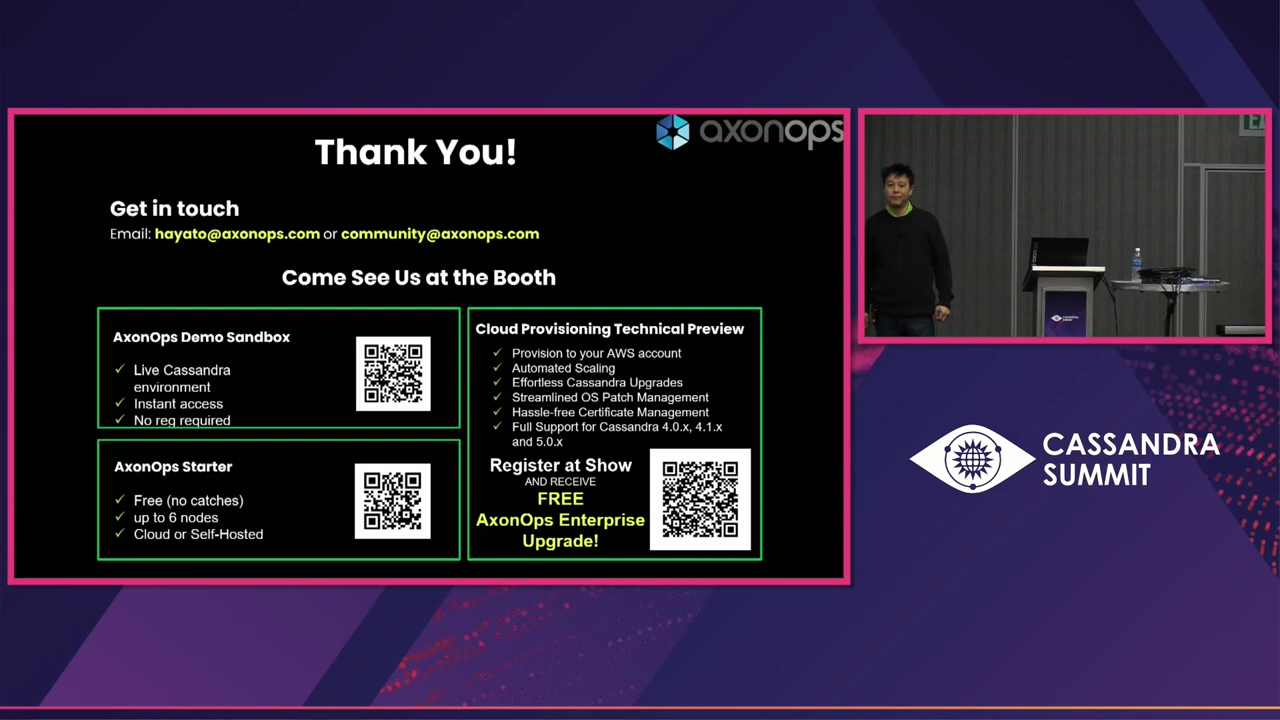 axonops
Thank You!
Get in touch
Email: hayato@axonops.com or community@axonops.com
Come See Us at the Booth
AxonOps Demo Sandbox
Live Cassandra
environment
Instant access
No reg required
AxonOps Starter
Free (no catches)
up to 6 nodes
Cloud or Self-Hosted
Cloud Provisioning Technical Preview
Provision to your AWS account
Automated Scaling
Effortless Cassandra Upgrades
Streamlined OS Patch Management
Hassle-free Certificate Management
Full Support for Cassandra 4.0.x, 4.1.x
and 5.0.x
Register at Show
AND RECEIVE
FREE
AxonOps Enterprise
Upgrade!
CASSANDRA
SUMMIT